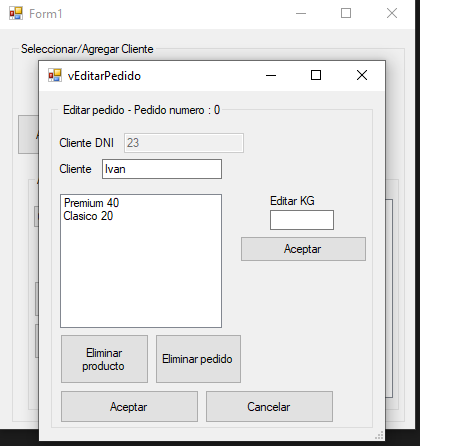 Form1
Seleccionar/Agregar Cliente
vEditarPedido
Editar pedido - Pedido numero : 0
Cliente DNI 23
Cliente Ivan
Premium 40
Clasico 20
Editar KG
Aceptar
Eliminar
producto
Eliminar pedido
Aceptar Cancelar